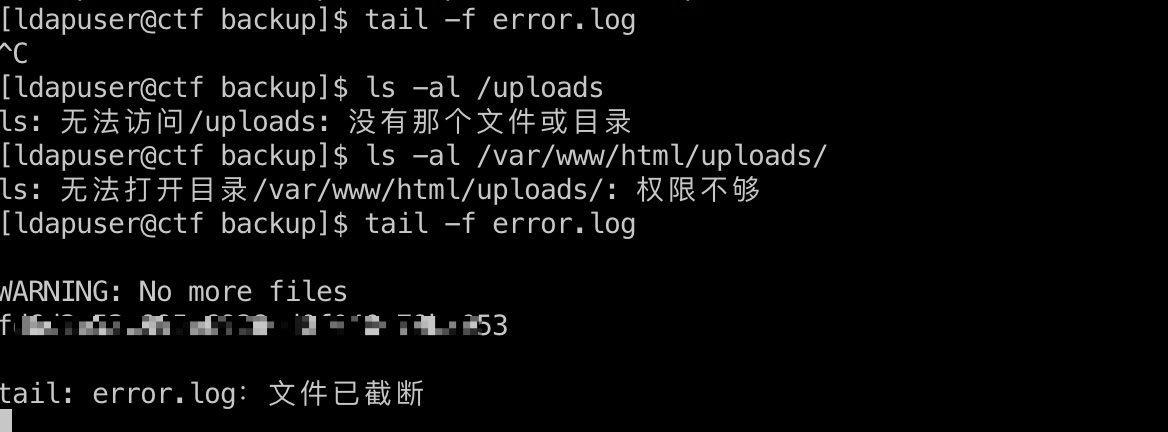 [ldapuser@ctf backup]$ tail -f error.log
^C
[ldapuser@ctf backup]$ ls -al /uploads
ls: 无法访问/uploads: 没有那个文件或目录
[ldapuser@ctf backup]$ ls -al /var/www/html/uploads/
ls: 无法打开目录/var/www/html/uploads/: 权限不够
[ldapuser@ctf backup]$ tail -f error.log
WARNING: No more files
tail: error.log: 文件已截断